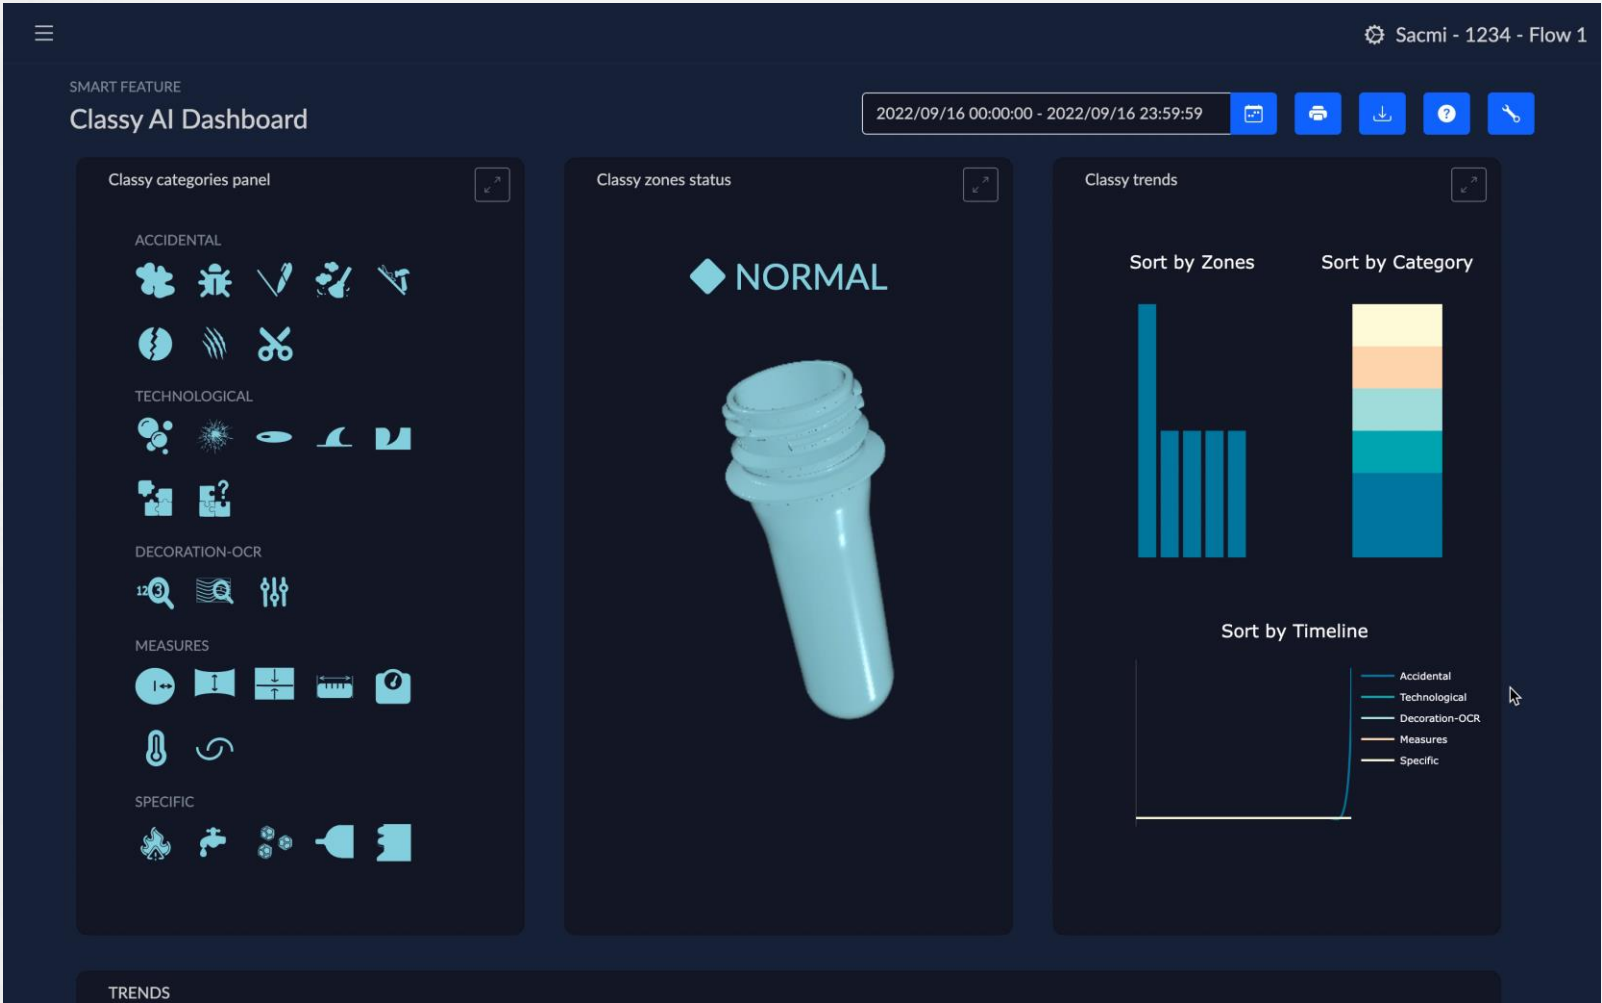 Sacmi - 1234 - Flow 1
SMART FEATURE
Classy AI Dashboard
2022/09/16 00:00:00 - 2022/09/16 23:59:59
Classy categories panel
ACCIDENTAL
TECHNOLOGICAL
DECORATION-OCR
123
MEASURES
SPECIFIC
Classy zones status
NORMAL
Classy trends
Sort by Zones
Sort by Category
Sort by Timeline
Accidental
Technological
Decoration-OCR
Measures
Specific
TRENDS